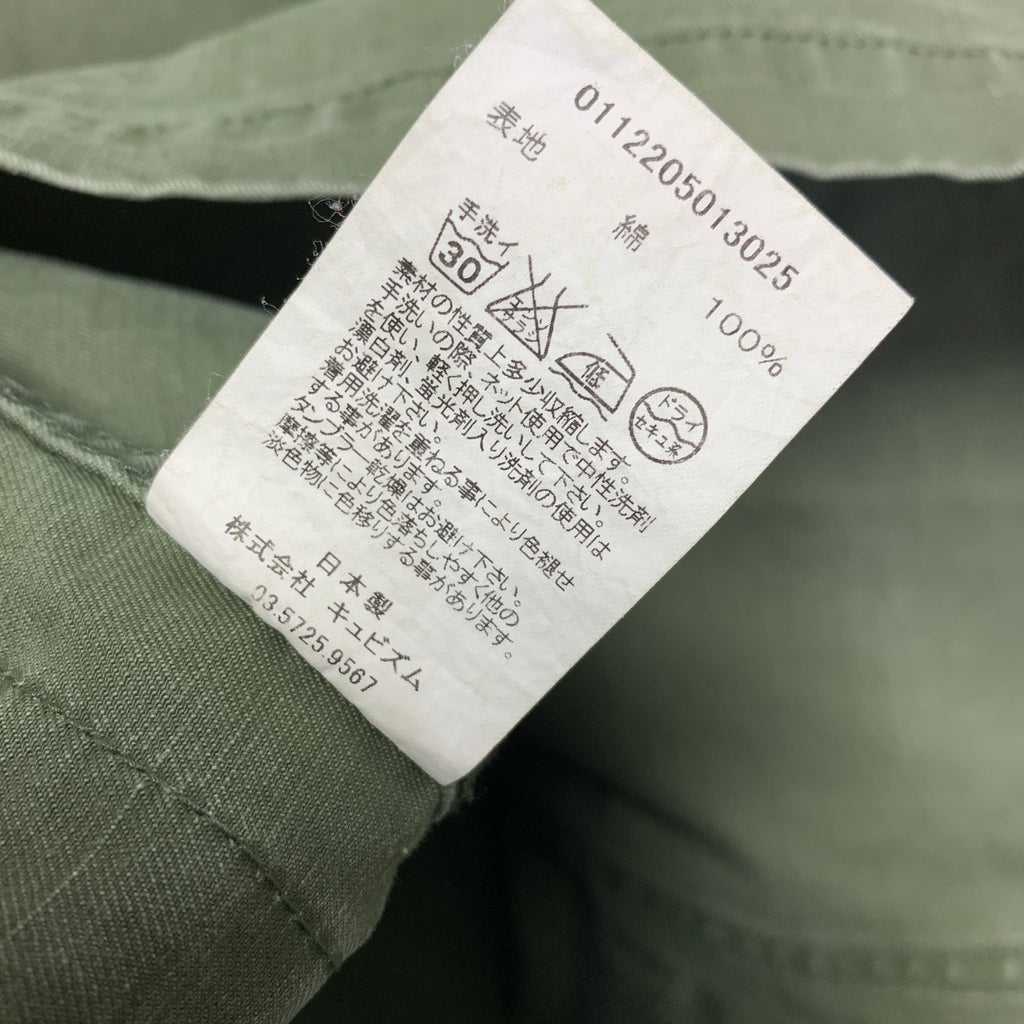 0112205013025
表地
綿 100%
手洗イ
30
エンソ
サラシ
低
ドライ
セキユ系
素材の性質上多少収縮します。
手洗いの際、ネット使用で中性洗剤
を使い、軽く押し洗いして下さい。
漂白剤、蛍光剤入り洗剤の使用は
お避け下さい。
着用洗濯を重ねる事により色褪せ
する事があります。
タンブラー乾燥はお避け下さい。
摩擦等により色落ちしやすく他の
淡色物に色移りする事があります。
日本製
株式会社 キュビズム
03.5725.9567